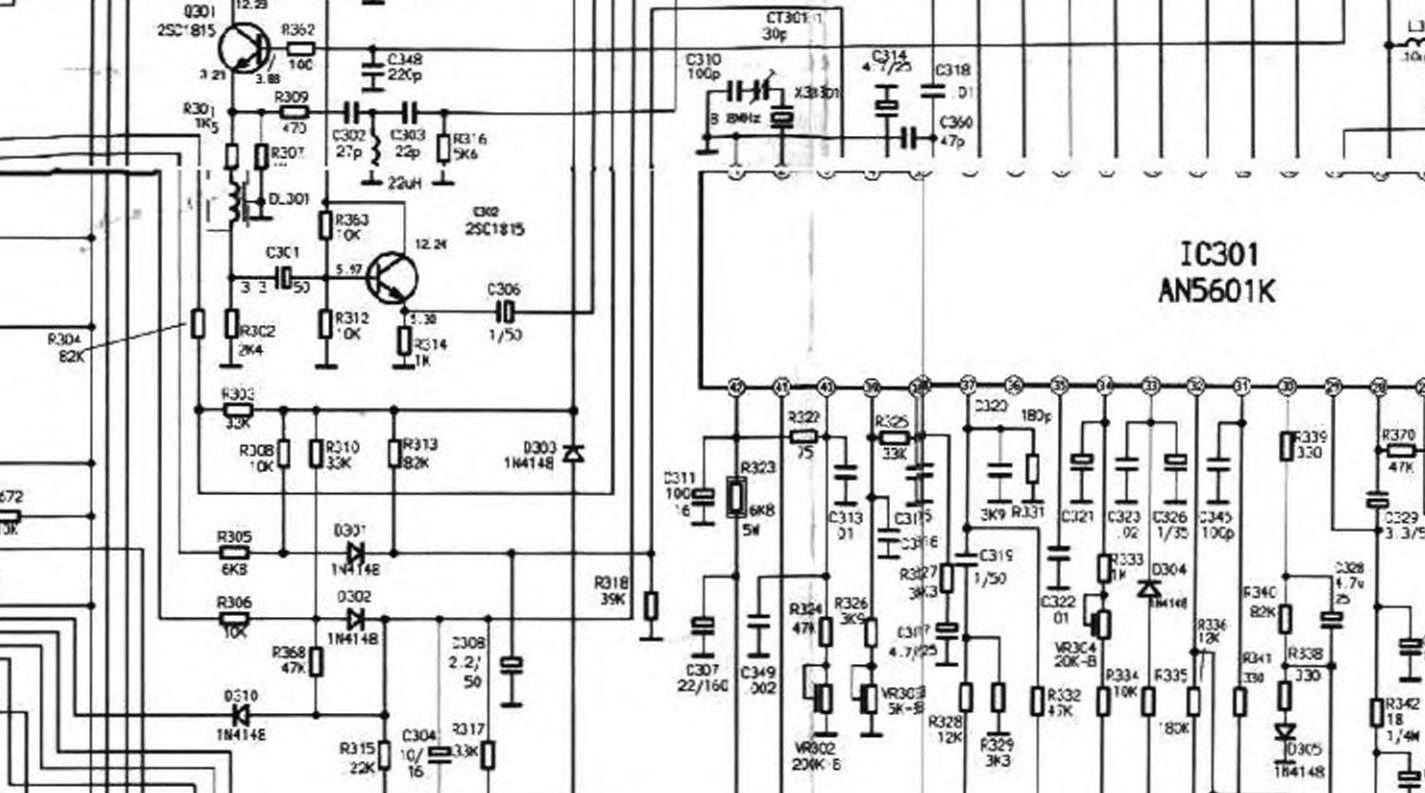 12.23
Q301
2SC1815
R362
100
3.21
3.88
C348
220p
R301
1K5
R309
470
C302
27p
C303
22p
R316
5K6
R307
22uH
DL301
R363
10K
C302
2SC1815
12.24
C301
3.3
50
5.97
C306
1/50
5.30
R304
82K
R302
2K4
R312
10K
R314
1K
R303
33K
R308
10K
R310
33K
R313
82K
D303
1N4148
672
R305
6K8
D301
1N4148
R306
10K
D302
1N4148
R318
39K
R368
47K
C308
2.2/
50
D310
1N4148
R315
22K
C304
10/
16
R317
33K
CT301
30p
C310
100p
C314
4.7/25
C318
.01
8.8MHz
C360
47p
IC301
AN5601K
42
41
40
39
38
37
36
35
34
33
32
31
30
29
28
R322
75
R325
33K
C320
180p
R339
330
R370
47K
C311
100
16
R323
6K8
5W
C313
.01
C315
C316
3K9
R331
C321
C323
.02
C326
1/35
C345
100p
C329
3.3/5
R327
3K3
C319
1/50
R333
1K
D304
1N4148
C328
4.7u
25
C322
.01
R324
47K
R326
3K9
C317
4.7/25
VR304
20K-B
R336
12K
R340
82K
C307
22/160
C349
.002
VR303
5K-B
R334
10K
R335
180K
R341
330
R338
330
VR302
200K-B
R328
12K
R329
3K3
R332
47K
R342
18
1/4W
D305
1N4148